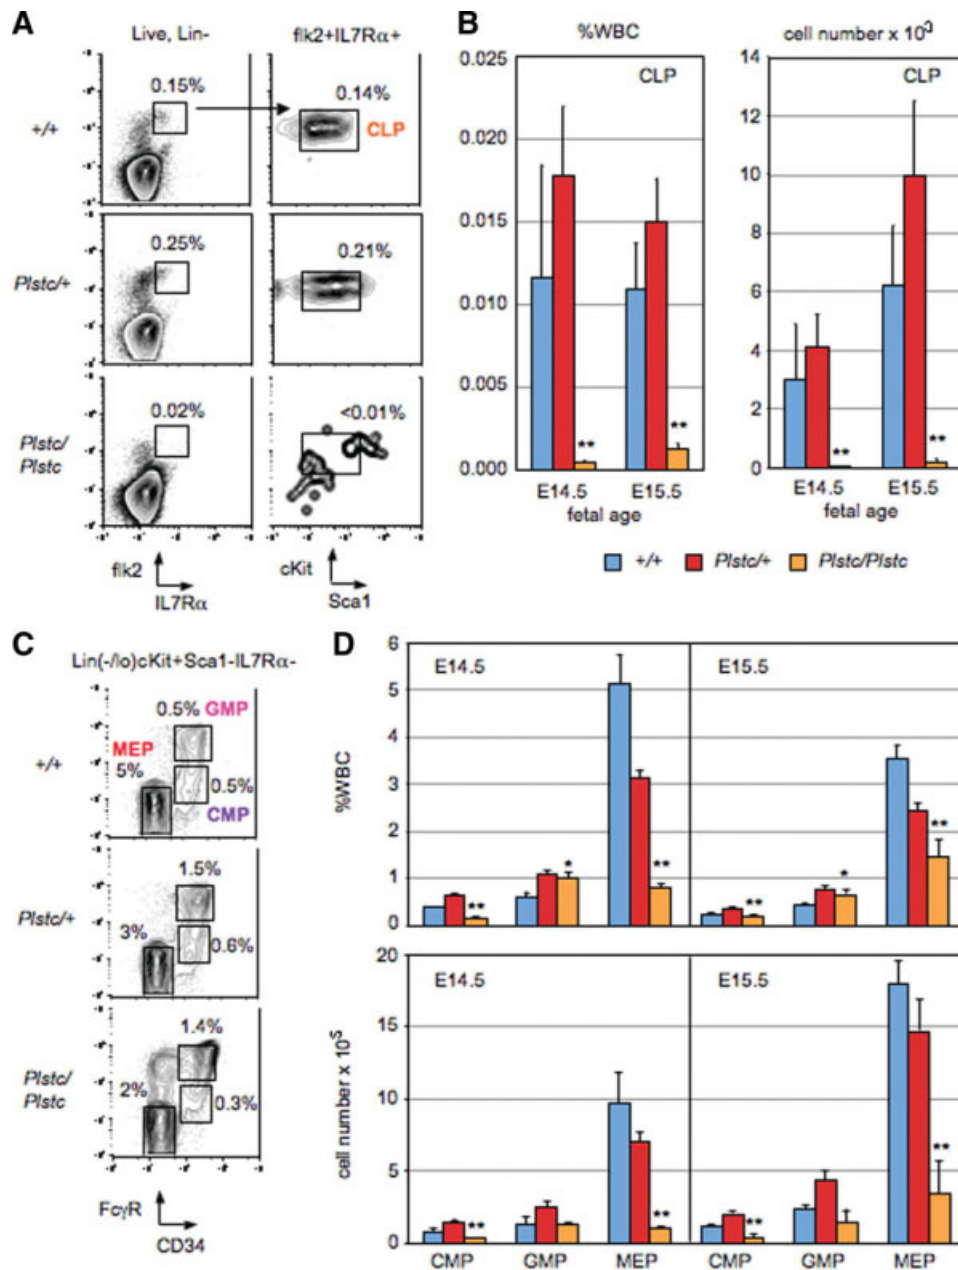 A
Live, Lin-
flk2+IL7Rα+
+/+
0.15%
0.14%
CLP
Plstc/+
0.25%
0.21%
Plstc/
Plstc
0.02%
<0.01%
flk2
IL7Rα
cKit
Sca1
B
%WBC
cell number x 10³
CLP
CLP
0.025
0.020
0.015
0.010
0.005
0.000
14
12
10
8
6
4
2
0
**
**
**
**
E14.5
E15.5
E14.5
E15.5
fetal age
fetal age
+/+
Plstc/+
Plstc/Plstc
C
Lin(-/lo)cKit+Sca1-IL7Rα-
+/+
0.5% GMP
MEP
5%
0.5%
CMP
Plstc/+
1.5%
3%
0.6%
Plstc/
Plstc
1.4%
2%
0.3%
FcγR
CD34
D
%WBC
6
5
4
3
2
1
0
E14.5
E15.5
**
*
**
**
*
**
cell number x 10⁵
20
15
10
5
0
E14.5
E15.5
**
**
**
**
CMP
GMP
MEP
CMP
GMP
MEP